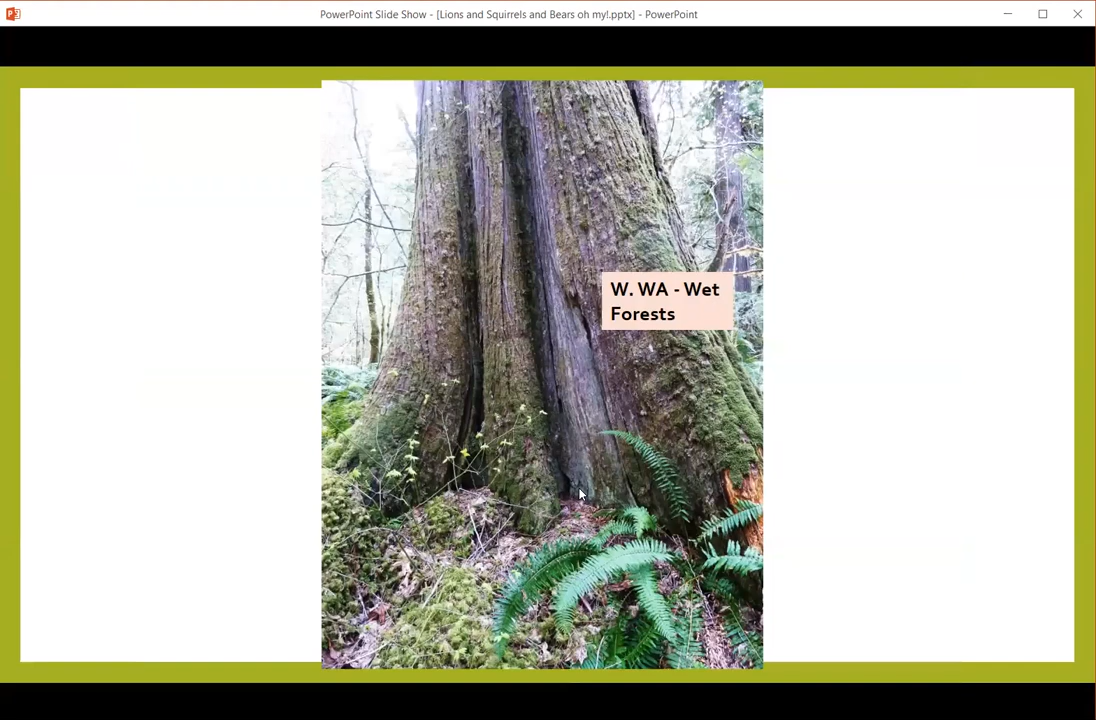 PowerPoint Slide Show - [Lions and Squirrels and Bears oh my!.pptx] - PowerPoint
W. WA - Wet
Forests